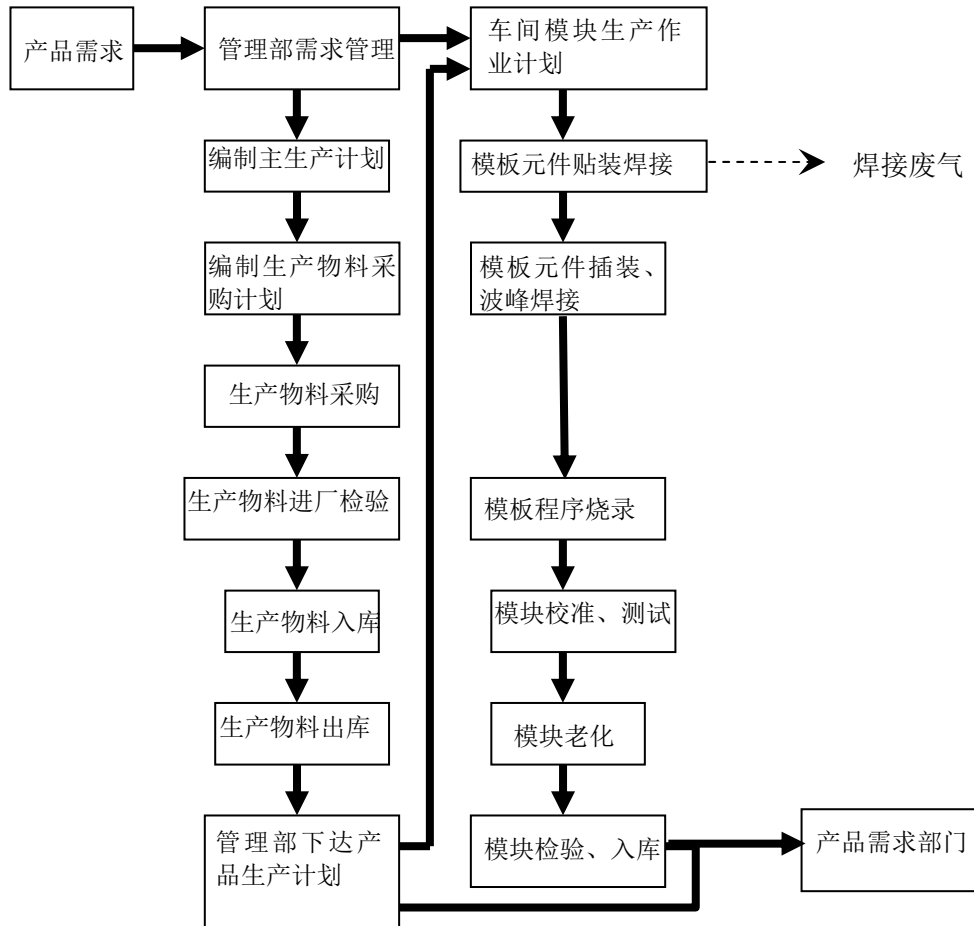 产品需求
管理部需求管理
车间模块生产作
业计划
编制主生产计划
模板元件贴装焊接
焊接废气
编制生产物料采
购计划
模板元件插装、
波峰焊接
生产物料采购
生产物料进厂检验
模板程序烧录
生产物料入库
模块校准、测试
生产物料出库
模块老化
管理部下达产
品生产计划
模块检验、入库
产品需求部门